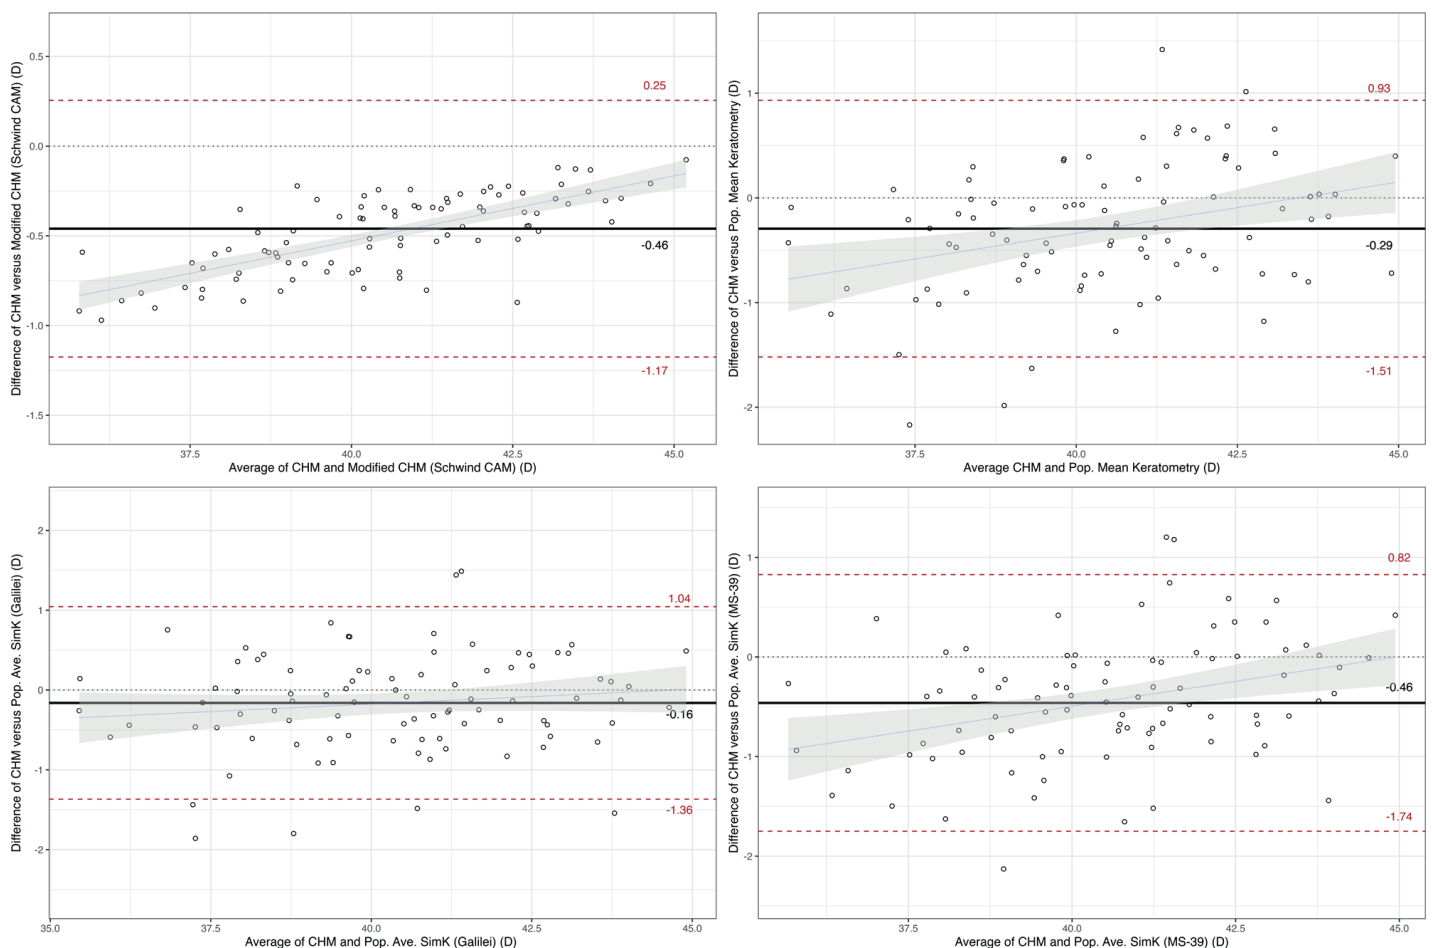 Difference of CHM versus Modified CHM (Schwind CAM) (D)
0.5
0.0
-0.5
-1.0
-1.5
0.25
-0.46
-1.17
37.5 40.0 42.5 45.0
Average of CHM and Modified CHM (Schwind CAM) (D)
Difference of CHM versus Pop. Mean Keratometry (D)
1
0
-1
-2
0.93
-0.29
-1.51
37.5 40.0 42.5 45.0
Average CHM and Pop. Mean Keratometry (D)
Difference of CHM versus Pop. Ave. SimK (Galilei) (D)
2
1
0
-1
-2
1.04
-0.16
-1.36
35.0 37.5 40.0 42.5 45.0
Average of CHM and Pop. Ave. SimK (Galilei) (D)
Difference of CHM versus Pop. Ave. SimK (MS-39) (D)
1
0
-1
-2
0.82
-0.46
-1.74
37.5 40.0 42.5 45.0
Average of CHM and Pop. Ave. SimK (MS-39) (D)